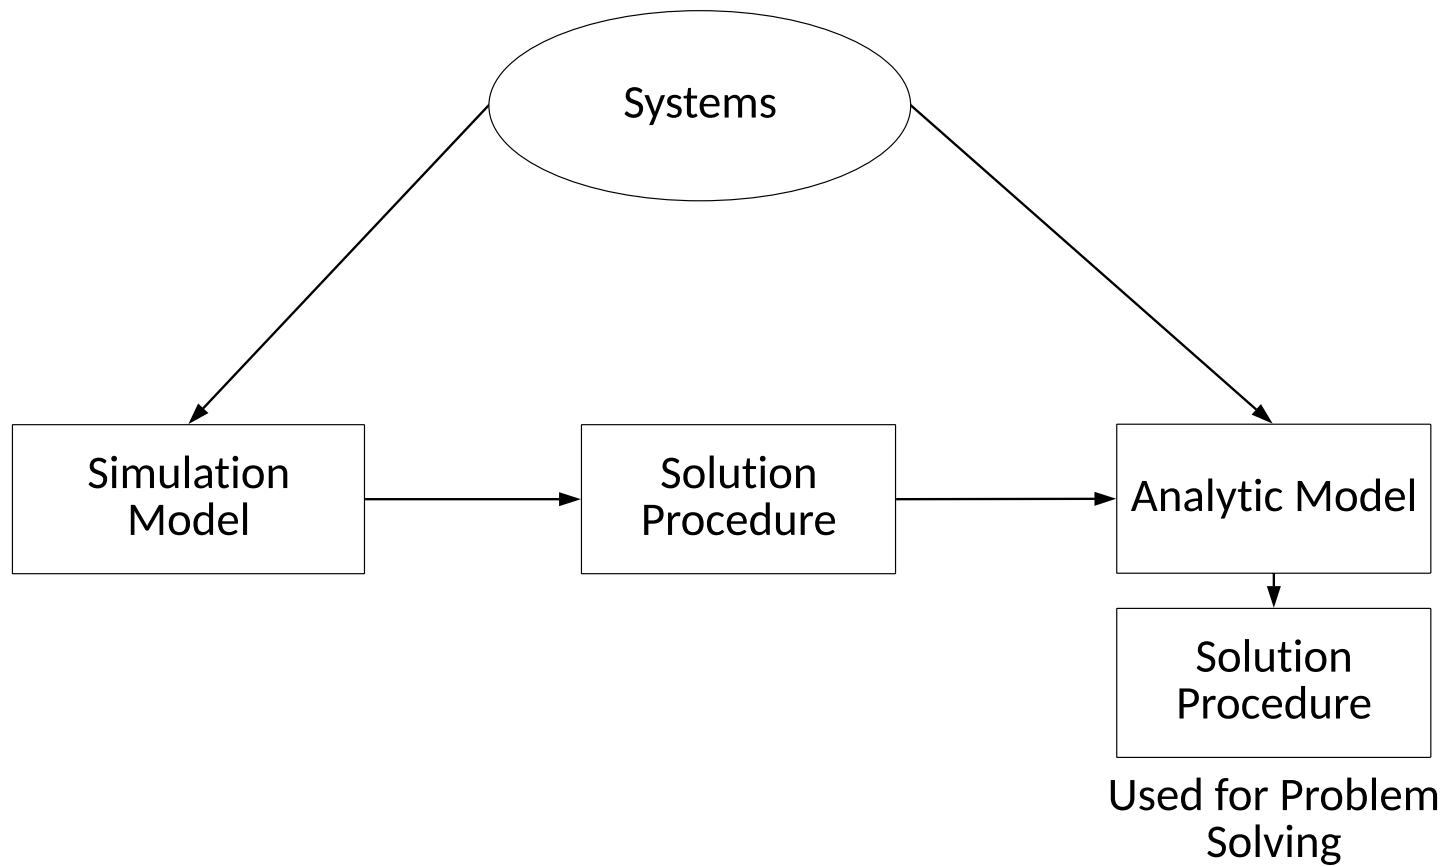 Systems
Simulation
Model
Solution
Procedure
Analytic Model
Solution
Procedure
Used for Problem
Solving